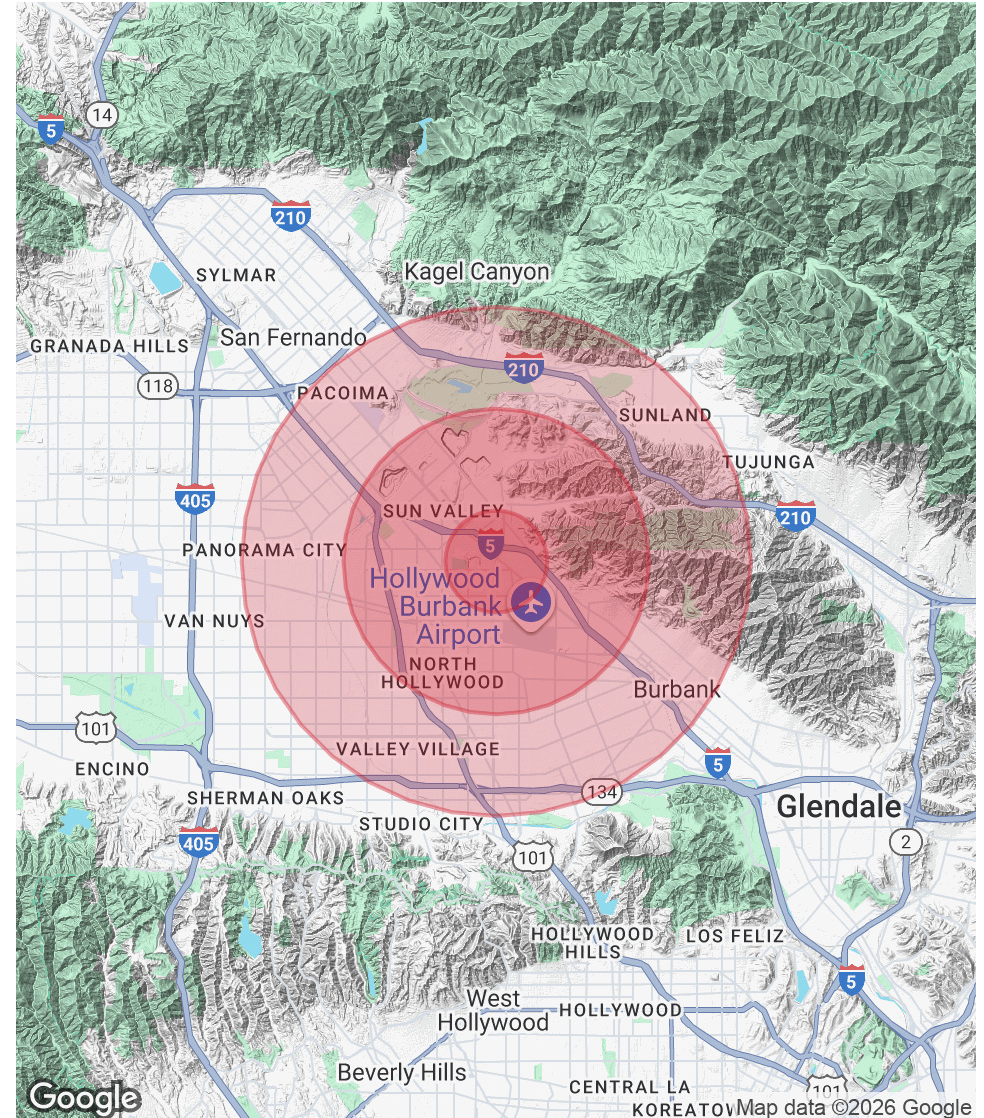 14
5
210
SYLMAR
Kagel Canyon
San Fernando
GRANADA HILLS
118
PACOIMA
210
SUNLAND
TUJUNGA
405
SUN VALLEY
210
5
PANORAMA CITY
Hollywood
Burbank
Airport
VAN NUYS
NORTH
HOLLYWOOD
Burbank
101
VALLEY VILLAGE
5
ENCINO
134
SHERMAN OAKS
Glendale
STUDIO CITY
405
101
2
HOLLYWOOD
HILLS
LOS FELIZ
5
West
Hollywood
HOLLYWOOD
Beverly Hills
CENTRAL LA
101
Google
Map data ©2026 Google